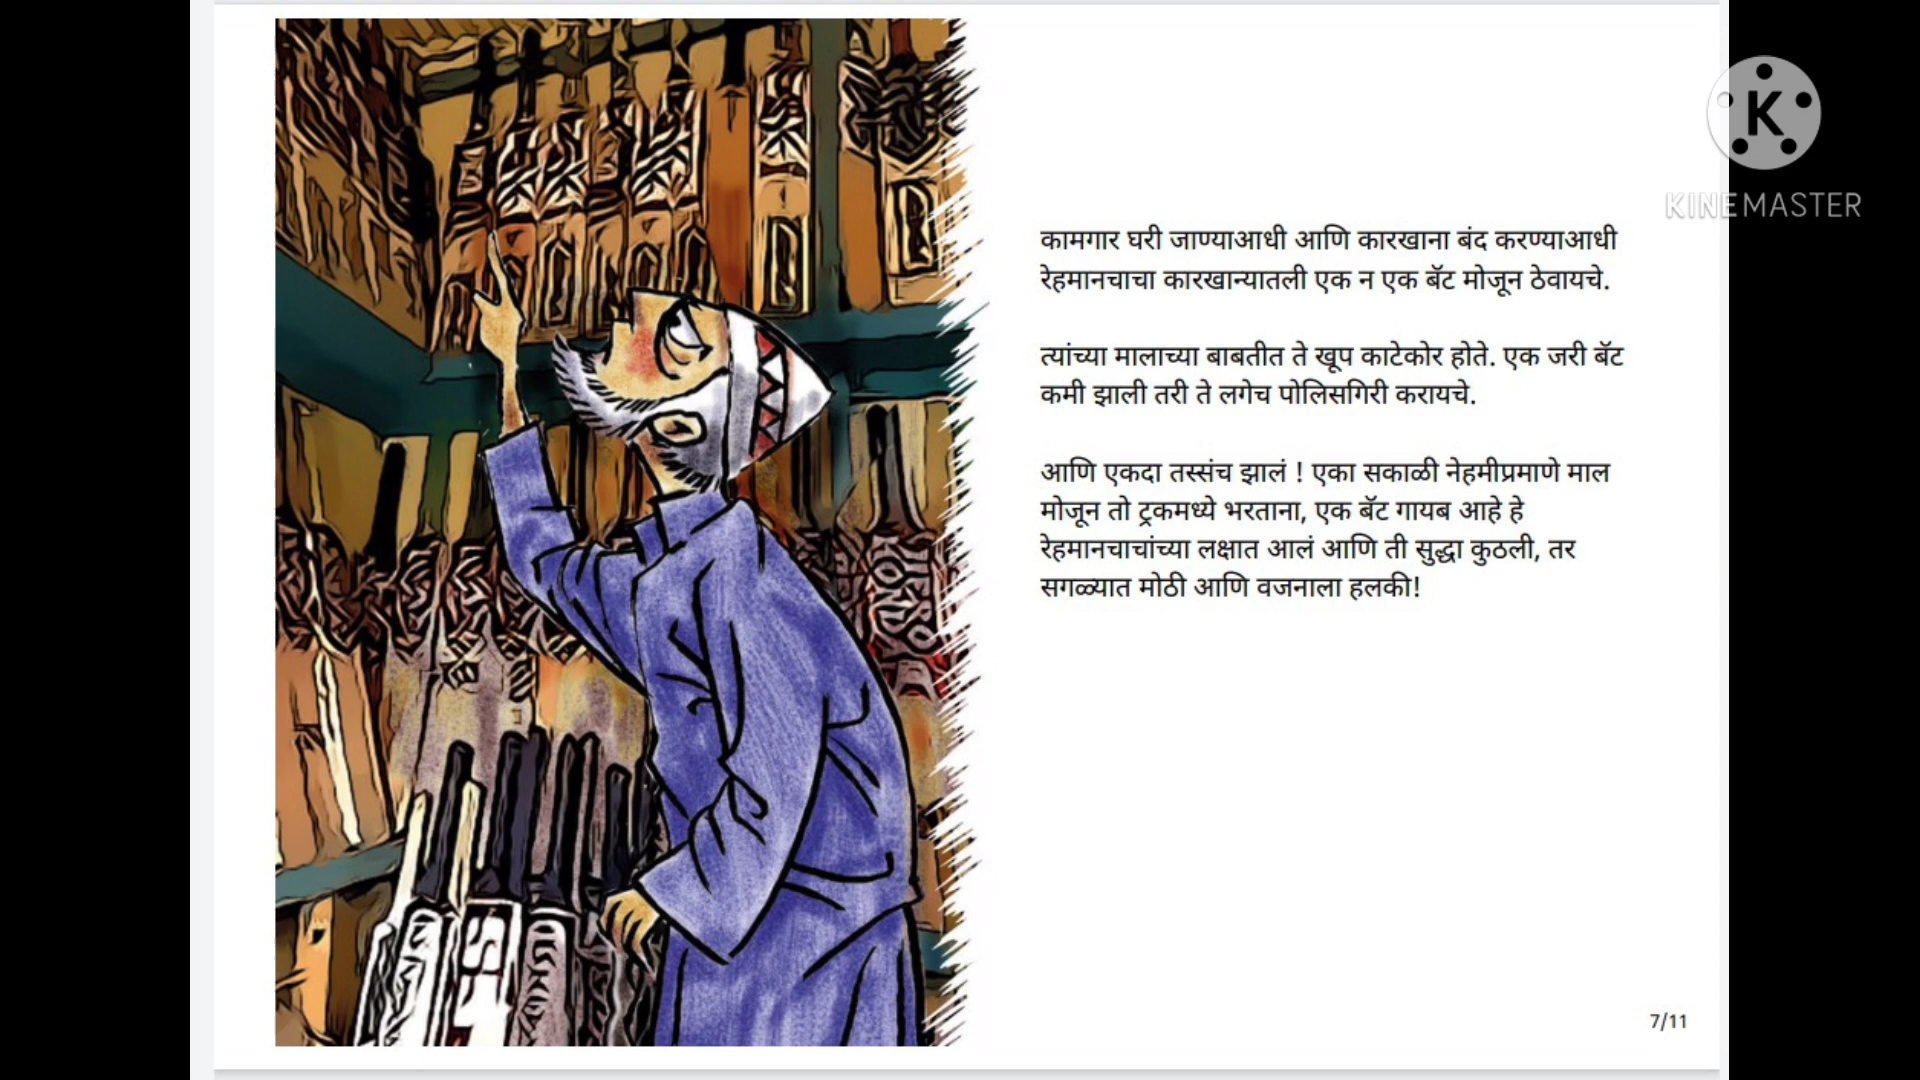 कामगार घरी जाण्याआधी आणि कारखाना बंद करण्याआधी
रेहमानचाचा कारखान्यातली एक न एक बॅट मोजून ठेवायचे.
त्यांच्या मालाच्या बाबतीत ते खूप काटेकोर होते. एक जरी बॅट
कमी झाली तरी ते लगेच पोलिसगिरी करायचे.
आणि एकदा तस्संच झालं ! एका सकाळी नेहमीप्रमाणे माल
मोजून तो ट्रकमध्ये भरताना, एक बॅट गायब आहे हे
रेहमानचाचांच्या लक्षात आलं आणि ती सुद्धा कुठली, तर
सगळ्यात मोठी आणि वजनाला हलकी!
7/11
K
KINEMASTER